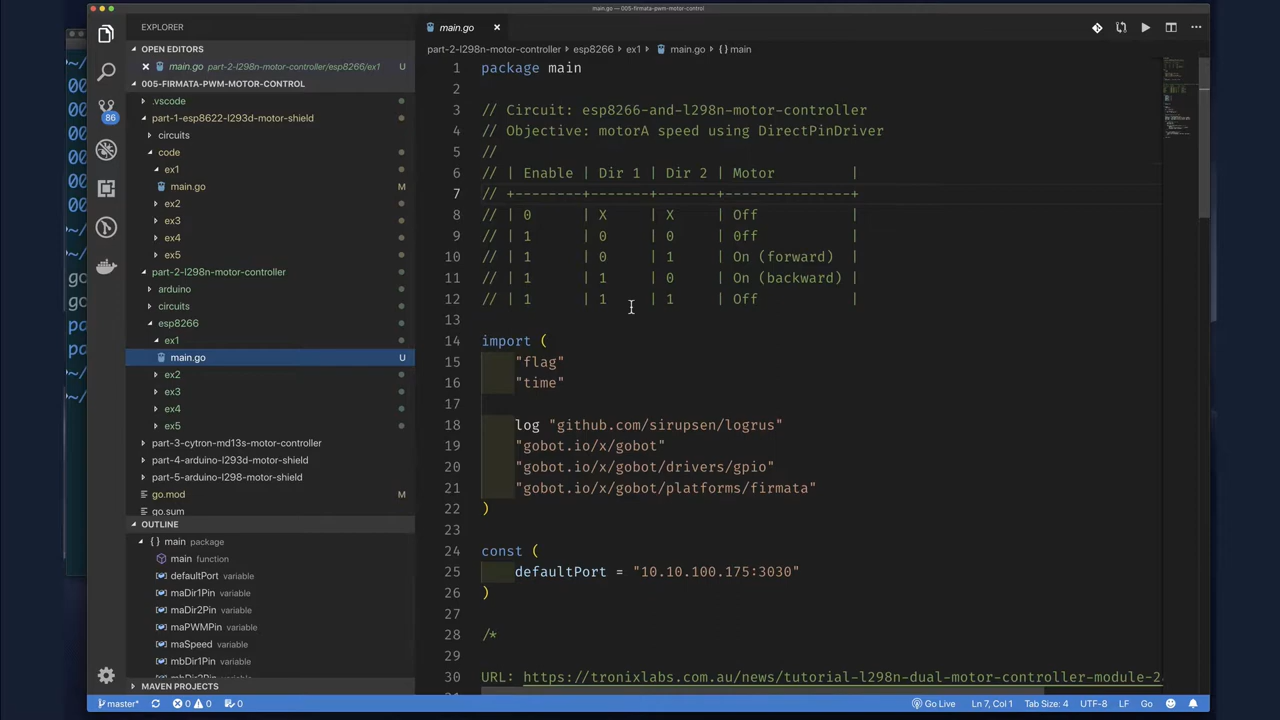 main.go — 005-firmata-pwm-motor-control
EXPLORER
OPEN EDITORS
main.go part-2-l298n-motor-controller/esp8266/ex1 U
005-FIRMATA-PWM-MOTOR-CONTROL
.vscode
part-1-esp8622-l293d-motor-shield
circuits
code
ex1
main.go M
ex2
ex3
ex4
ex5
part-2-l298n-motor-controller
arduino
circuits
esp8266
ex1
main.go U
ex2
ex3
ex4
ex5
part-3-cytron-md13s-motor-controller
part-4-arduino-l293d-motor-shield
part-5-arduino-l298-motor-shield
go.mod M
go.sum
OUTLINE
{ } main package
main function
defaultPort variable
maDir1Pin variable
maDir2Pin variable
maPWMPin variable
maSpeed variable
mbDir1Pin variable
MAVEN PROJECTS
86
main.go
part-2-l298n-motor-controller esp8266 ex1 main.go { } main
1 package main
2
3 // Circuit: esp8266-and-l298n-motor-controller
4 // Objective: motorA speed using DirectPinDriver
5 //
6 // | Enable | Dir 1 | Dir 2 | Motor |
7 // +--------+-------+-------+---------------+
8 // | 0 | X | X | Off |
9 // | 1 | 0 | 0 | 0ff |
10 // | 1 | 0 | 1 | On (forward) |
11 // | 1 | 1 | 0 | On (backward) |
12 // | 1 | 1 | 1 | Off |
13
14 import (
15 "flag"
16 "time"
17
18 log "github.com/sirupsen/logrus"
19 "gobot.io/x/gobot"
20 "gobot.io/x/gobot/drivers/gpio"
21 "gobot.io/x/gobot/platforms/firmata"
22 )
23
24 const (
25 defaultPort = "10.10.100.175:3030"
26 )
27
28 /*
29
30 URL: https://tronixlabs.com.au/news/tutorial-l298n-dual-motor-controller-module-2
master* 0 0 0 Go Live Ln 7, Col 1 Tab Size: 4 UTF-8 LF Go